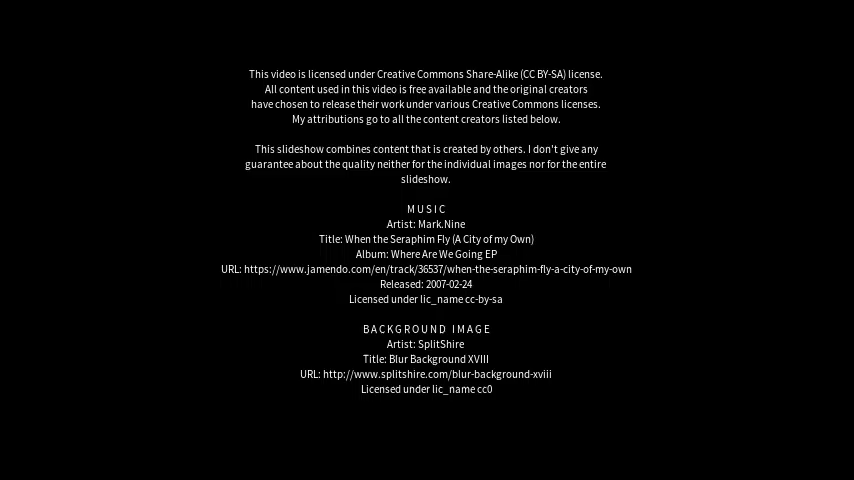 This video is licensed under Creative Commons Share-Alike (CC BY-SA) license.
All content used in this video is free available and the original creators
have chosen to release their work under various Creative Commons licenses.
My attributions go to all the content creators listed below.
This slideshow combines content that is created by others. I don't give any
guarantee about the quality neither for the individual images nor for the entire
slideshow.
MUSIC
Artist: Mark.Nine
Title: When the Seraphim Fly (A City of my Own)
Album: Where Are We Going EP
URL: https://www.jamendo.com/en/track/36537/when-the-seraphim-fly-a-city-of-my-own
Released: 2007-02-24
Licensed under lic_name cc-by-sa
BACKGROUND IMAGE
Artist: SplitShire
Title: Blur Background XVIII
URL: http://www.splitshire.com/blur-background-xviii
Licensed under lic_name cc0